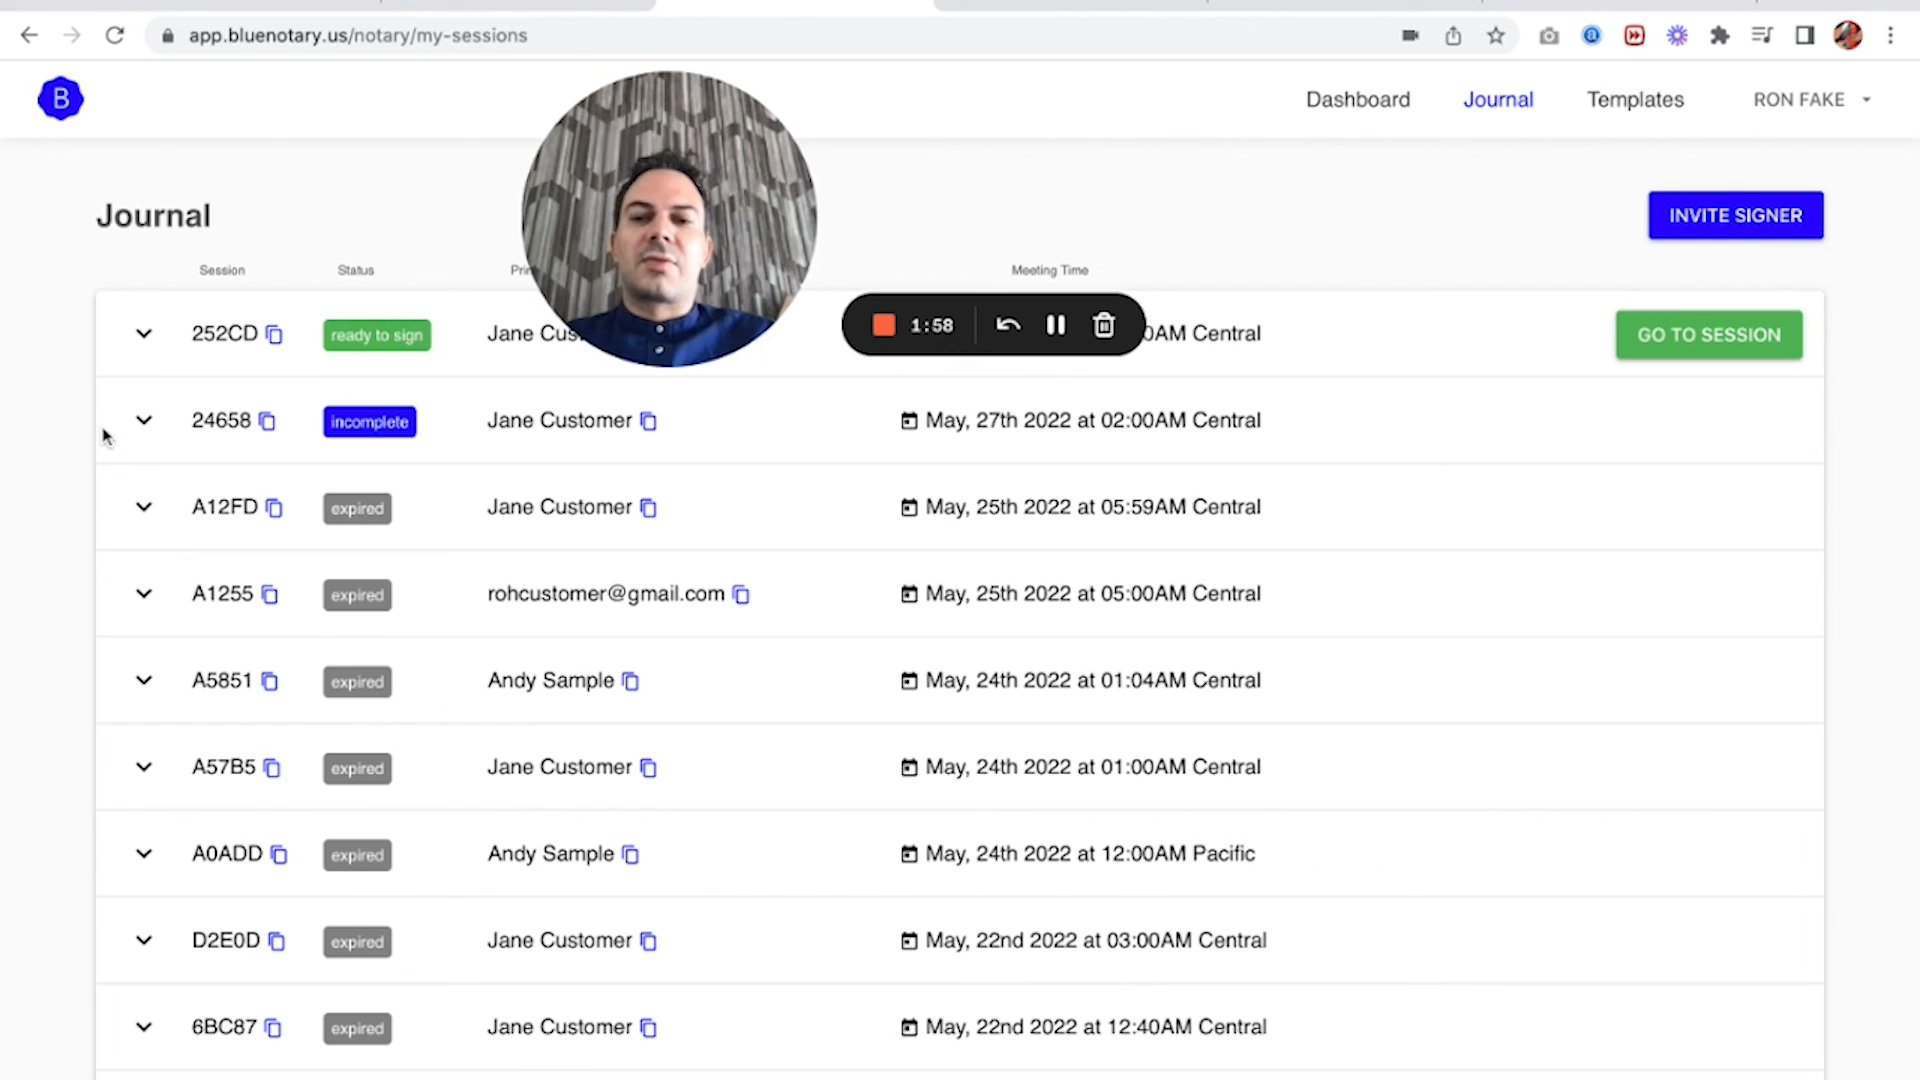 app.bluenotary.us/notary/my-sessions
B
Dashboard Journal Templates RON FAKE
Journal
INVITE SIGNER
Session Status Meeting Time
252CD ready to sign Jane AM Central GO TO SESSION
1:58
24658 incomplete Jane Customer May, 27th 2022 at 02:00AM Central
A12FD expired Jane Customer May, 25th 2022 at 05:59AM Central
A1255 expired rohcustomer@gmail.com May, 25th 2022 at 05:00AM Central
A5851 expired Andy Sample May, 24th 2022 at 01:04AM Central
A57B5 expired Jane Customer May, 24th 2022 at 01:00AM Central
A0ADD expired Andy Sample May, 24th 2022 at 12:00AM Pacific
D2E0D expired Jane Customer May, 22nd 2022 at 03:00AM Central
6BC87 expired Jane Customer May, 22nd 2022 at 12:40AM Central